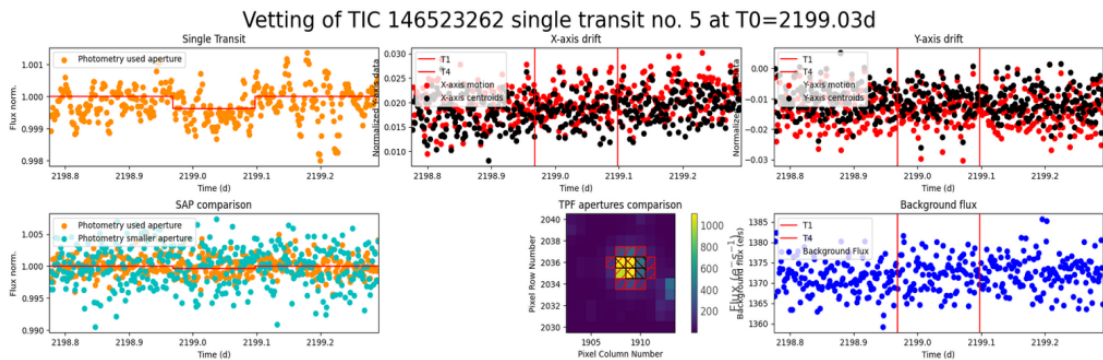 Vetting of TIC 146523262 single transit no. 5 at T0=2199.03d
Single Transit
Photometry used aperture
Flux norm.
1.001
1.000
0.999
0.998
2198.8 2198.9 2199.0 2199.1 2199.2
Time (d)
X-axis drift
T1
T4
X-axis motion
X-axis centroids
0.030
0.025
0.020
0.015
0.010
2198.8 2198.9 2199.0 2199.1 2199.2
Time (d)
Y-axis drift
T1
T4
Y-axis motion
Y-axis centroids
0.00
−0.01
−0.02
−0.03
2198.8 2198.9 2199.0 2199.1 2199.2
Time (d)
SAP comparison
Photometry used aperture
Photometry smaller aperture
Flux norm.
1.005
1.000
0.995
0.990
2198.8 2198.9 2199.0 2199.1 2199.2
Time (d)
TPF apertures comparison
Pixel Row Number
2040
2038
2036
2034
2032
2030
1905 1910
Pixel Column Number
1000
800
600
400
200
0
Background flux
T1
T4
Background Flux
1385
1380
1375
1370
1365
1360
2198.8 2198.9 2199.0 2199.1 2199.2
Time (d)